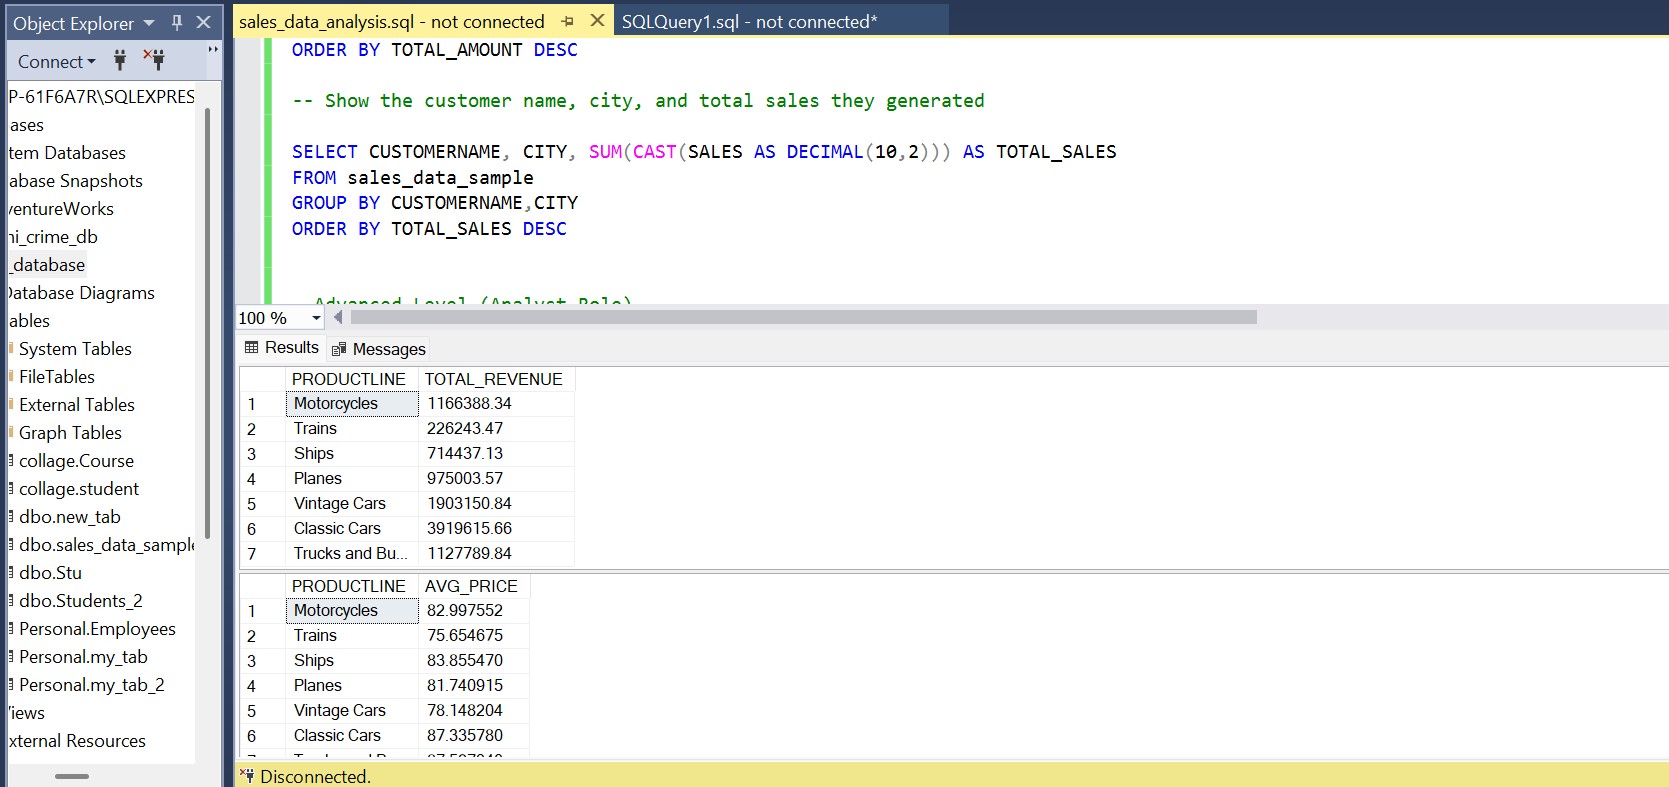 Object Explorer
sales_data_analysis.sql - not connected
SQLQuery1.sql - not connected*
Connect
P-61F6A7R\SQLEXPRES
ases
tem Databases
abase Snapshots
ventureWorks
ni_crime_db
_database
Database Diagrams
ables
System Tables
FileTables
External Tables
Graph Tables
collage.Course
collage.student
dbo.new_tab
dbo.sales_data_sample
dbo.Stu
dbo.Students_2
Personal.Employees
Personal.my_tab
Personal.my_tab_2
iews
xternal Resources
ORDER BY TOTAL_AMOUNT DESC
-- Show the customer name, city, and total sales they generated
SELECT CUSTOMERNAME, CITY, SUM(CAST(SALES AS DECIMAL(10,2))) AS TOTAL_SALES
FROM sales_data_sample
GROUP BY CUSTOMERNAME,CITY
ORDER BY TOTAL_SALES DESC
Advanced Level (Analyst Role)
100 %
Results Messages
PRODUCTLINE TOTAL_REVENUE
1 Motorcycles 1166388.34
2 Trains 226243.47
3 Ships 714437.13
4 Planes 975003.57
5 Vintage Cars 1903150.84
6 Classic Cars 3919615.66
7 Trucks and Bu... 1127789.84
PRODUCTLINE AVG_PRICE
1 Motorcycles 82.997552
2 Trains 75.654675
3 Ships 83.855470
4 Planes 81.740915
5 Vintage Cars 78.148204
6 Classic Cars 87.335780
Disconnected.